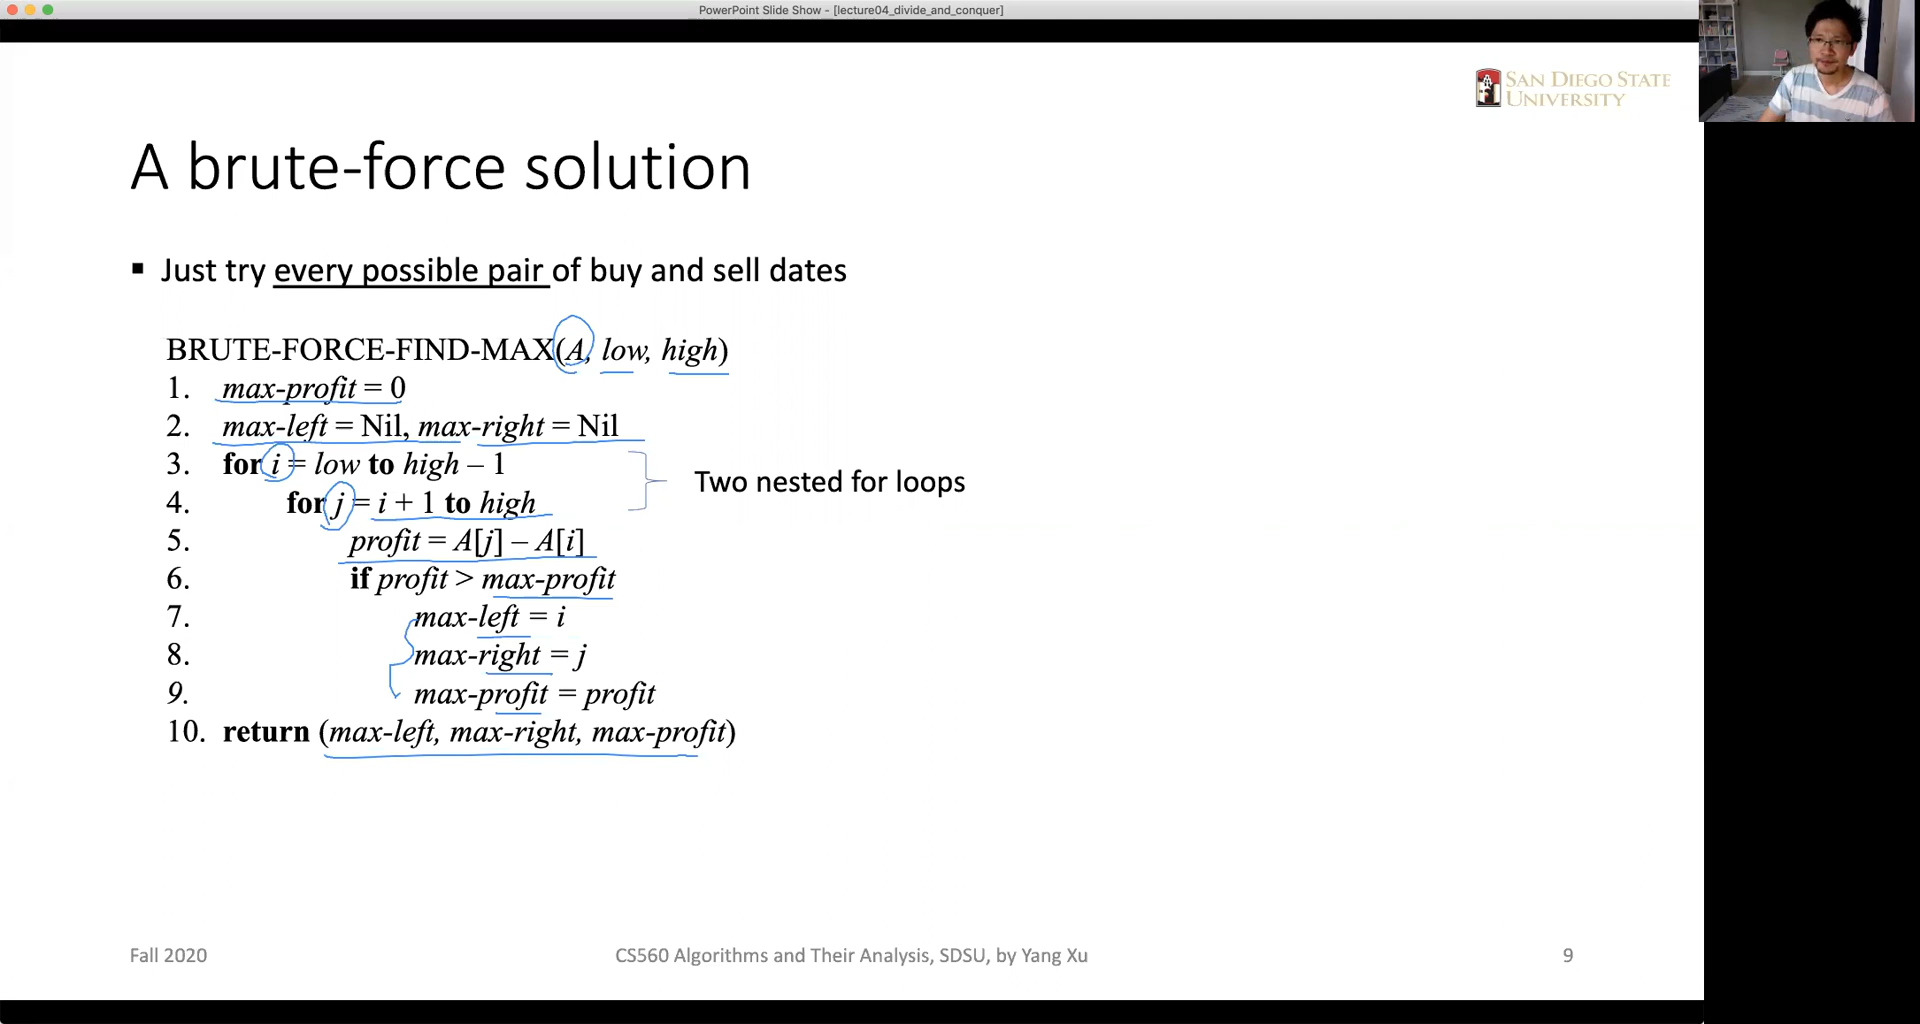 PowerPoint Slide Show - [lecture04_divide_and_conquer]
SAN DIEGO STATE
UNIVERSITY
A brute-force solution
▪ Just try every possible pair of buy and sell dates
BRUTE-FORCE-FIND-MAX(A, low, high)
1. max-profit = 0
2. max-left = Nil, max-right = Nil
3. for i = low to high – 1
4. for j = i + 1 to high
Two nested for loops
5. profit = A[j] – A[i]
6. if profit > max-profit
7. max-left = i
8. max-right = j
9. max-profit = profit
10. return (max-left, max-right, max-profit)
Fall 2020
CS560 Algorithms and Their Analysis, SDSU, by Yang Xu
9